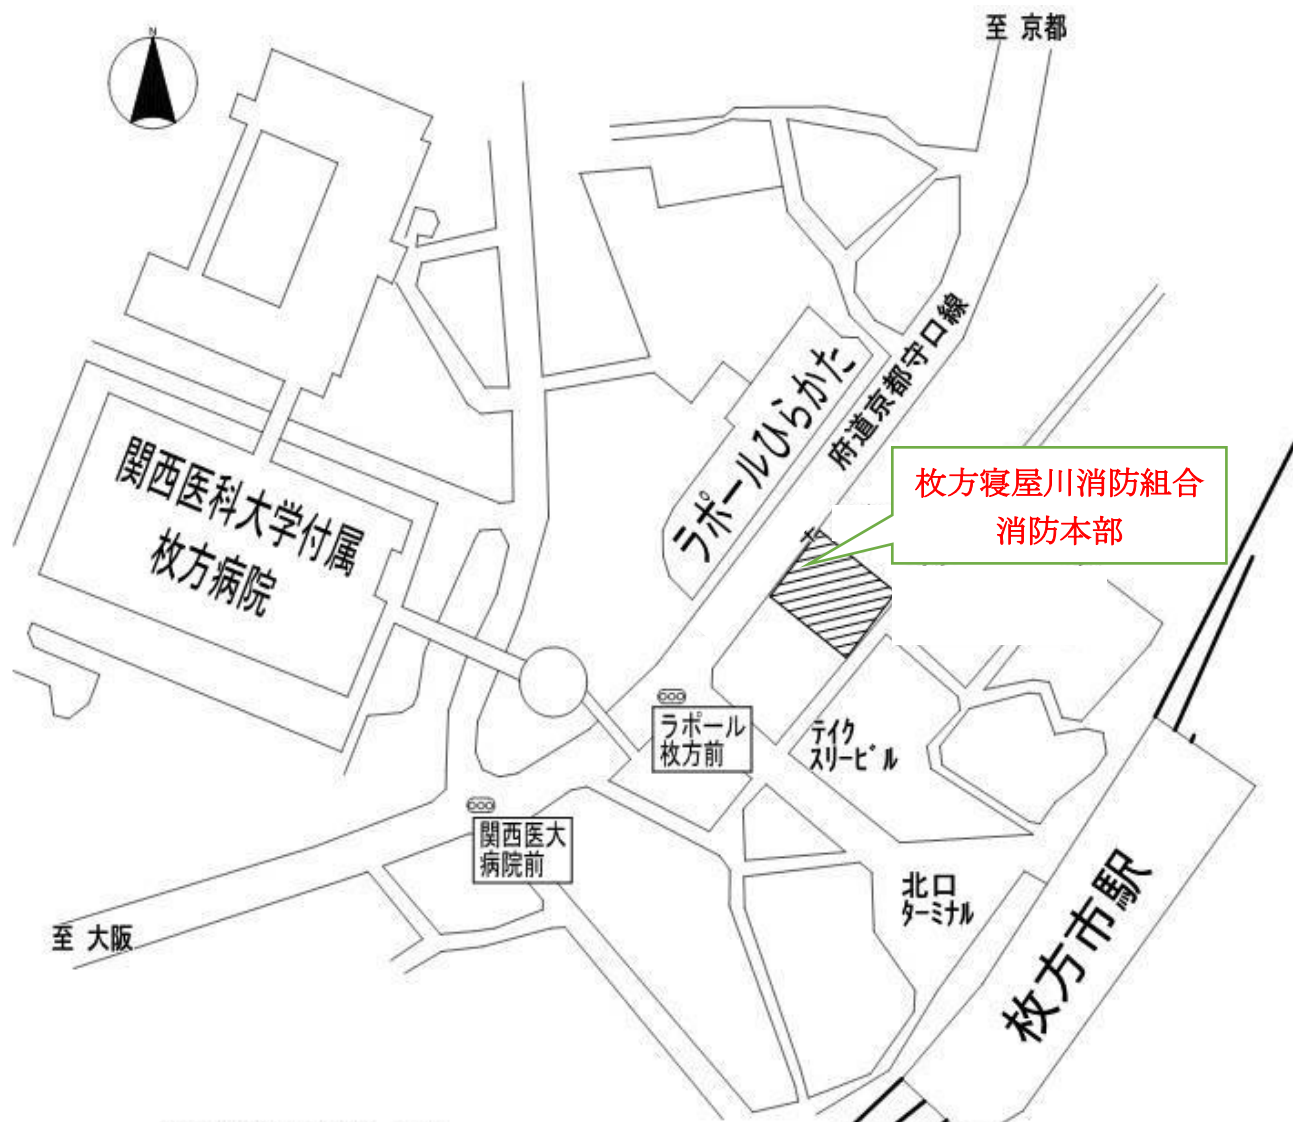 N
至 京都
府道京都守口線
ラポールひらかた
関西医科大学付属
枚方病院
枚方寝屋川消防組合
消防本部
ラポール
枚方前
テイク
スリービル
関西医大
病院前
北口
ターミナル
至 大阪
枚方市駅